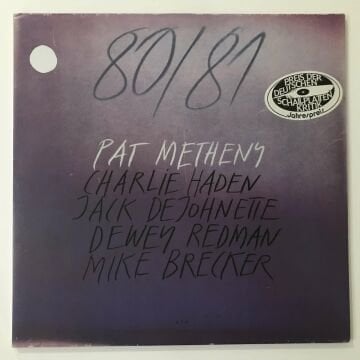 80/81
PREIS DER
DEUTSCHEN
SCHALLPLATTEN
KRITIK
Jahrespreis
PAT METHENY
CHARLIE HADEN
JACK DEJOHNETTE
DEWEY REDMAN
MIKE BRECKER